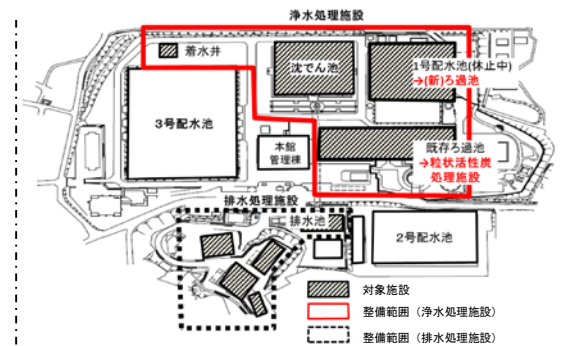 浄水処理施設
着水井
沈でん池
1号配水池(休止中)
→(新)ろ過池
3号配水池
本館
管理棟
既存ろ過池
→粒状活性炭
処理施設
排水処理施設
排水池
2号配水池
対象施設
整備範囲（浄水処理施設）
整備範囲（排水処理施設）